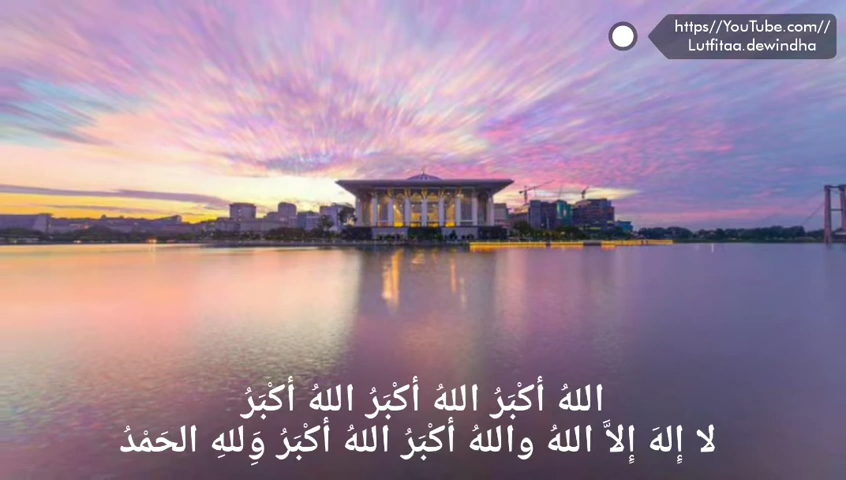 https//YouTube.com//
Lutfitaa.dewindha
اللهُ أكْبَرُ اللهُ أكْبَرُ اللهُ أكْبَرُ
لا إِلهَ إِلاَّ اللهُ واللهُ أكْبَرُ اللهُ أكْبَرُ وَِللهِ الحَمْدُ